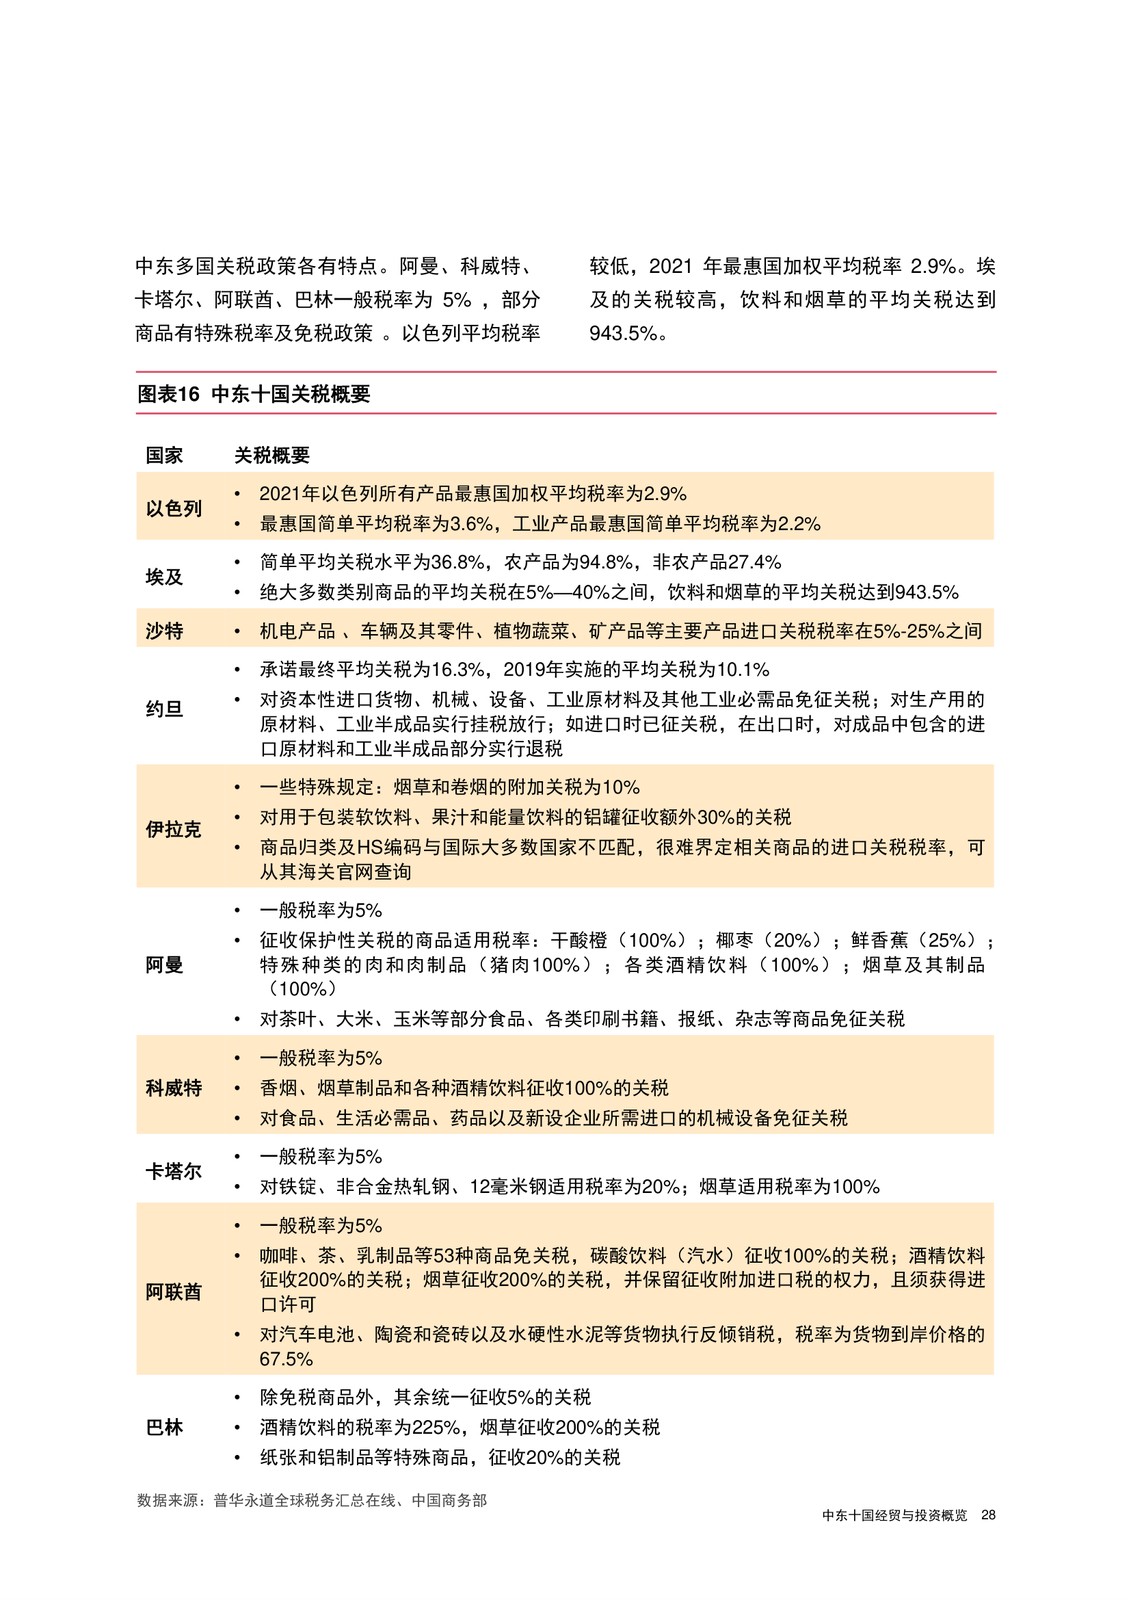 中东多国关税政策各有特点。阿曼、科威特、
卡塔尔、阿联酋、巴林一般税率为 5% ，部分
商品有特殊税率及免税政策 。以色列平均税率
较低，2021 年最惠国加权平均税率 2.9%。埃
及的关税较高，饮料和烟草的平均关税达到
943.5%。
图表16 中东十国关税概要
国家 关税概要
以色列
• 2021年以色列所有产品最惠国加权平均税率为2.9%
• 最惠国简单平均税率为3.6%，工业产品最惠国简单平均税率为2.2%
埃及
• 简单平均关税水平为36.8%，农产品为94.8%，非农产品27.4%
• 绝大多数类别商品的平均关税在5%—40%之间，饮料和烟草的平均关税达到943.5%
沙特
• 机电产品 、车辆及其零件、植物蔬菜、矿产品等主要产品进口关税税率在5%-25%之间
约旦
• 承诺最终平均关税为16.3%，2019年实施的平均关税为10.1%
• 对资本性进口货物、机械、设备、工业原材料及其他工业必需品免征关税；对生产用的
原材料、工业半成品实行挂税放行；如进口时已征关税，在出口时，对成品中包含的进
口原材料和工业半成品部分实行退税
伊拉克
• 一些特殊规定：烟草和卷烟的附加关税为10%
• 对用于包装软饮料、果汁和能量饮料的铝罐征收额外30%的关税
• 商品归类及HS编码与国际大多数国家不匹配，很难界定相关商品的进口关税税率，可
从其海关官网查询
阿曼
• 一般税率为5%
• 征收保护性关税的商品适用税率：干酸橙（100%）；椰枣（20%）；鲜香蕉（25%）；
特殊种类的肉和肉制品（猪肉100%）；各类酒精饮料（100%）；烟草及其制品
（100%）
• 对茶叶、大米、玉米等部分食品、各类印刷书籍、报纸、杂志等商品免征关税
科威特
• 一般税率为5%
• 香烟、烟草制品和各种酒精饮料征收100%的关税
• 对食品、生活必需品、药品以及新设企业所需进口的机械设备免征关税
卡塔尔
• 一般税率为5%
• 对铁锭、非合金热轧钢、12毫米钢适用税率为20%；烟草适用税率为100%
阿联酋
• 一般税率为5%
• 咖啡、茶、乳制品等53种商品免关税，碳酸饮料（汽水）征收100%的关税；酒精饮料
征收200%的关税；烟草征收200%的关税，并保留征收附加进口税的权力，且须获得进
口许可
• 对汽车电池、陶瓷和瓷砖以及水硬性水泥等货物执行反倾销税，税率为货物到岸价格的
67.5%
巴林
• 除免税商品外，其余统一征收5%的关税
• 酒精饮料的税率为225%，烟草征收200%的关税
• 纸张和铝制品等特殊商品，征收20%的关税
数据来源：普华永道全球税务汇总在线、中国商务部
中东十国经贸与投资概览 28